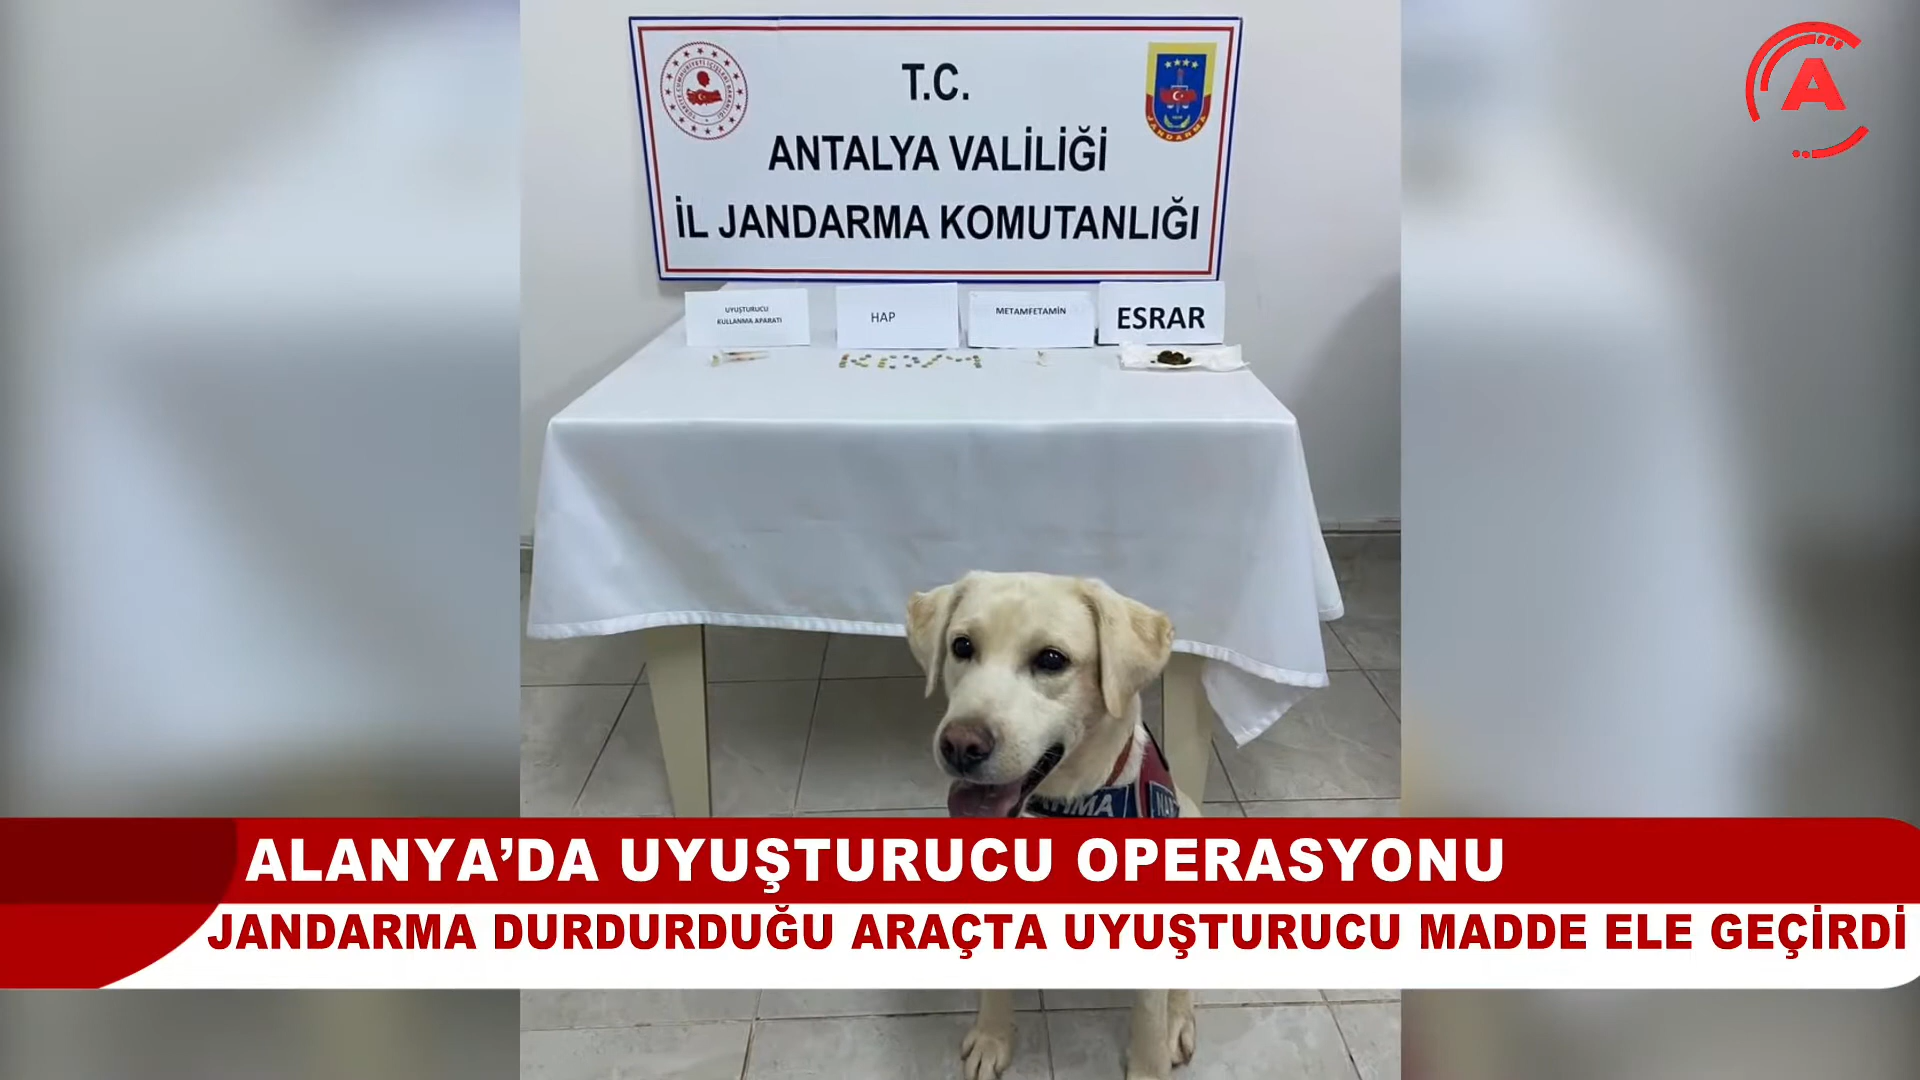 T.C.
ANTALYA VALİLİĞİ
İL JANDARMA KOMUTANLIĞI
JANDARMA
UYUŞTURUCU
KULLANMA APARATI
HAP
METAMFETAMİN
ESRAR
A
ALANYA’DA UYUŞTURUCU OPERASYONU
JANDARMA DURDURDUĞU ARAÇTA UYUŞTURUCU MADDE ELE GEÇİRDİ